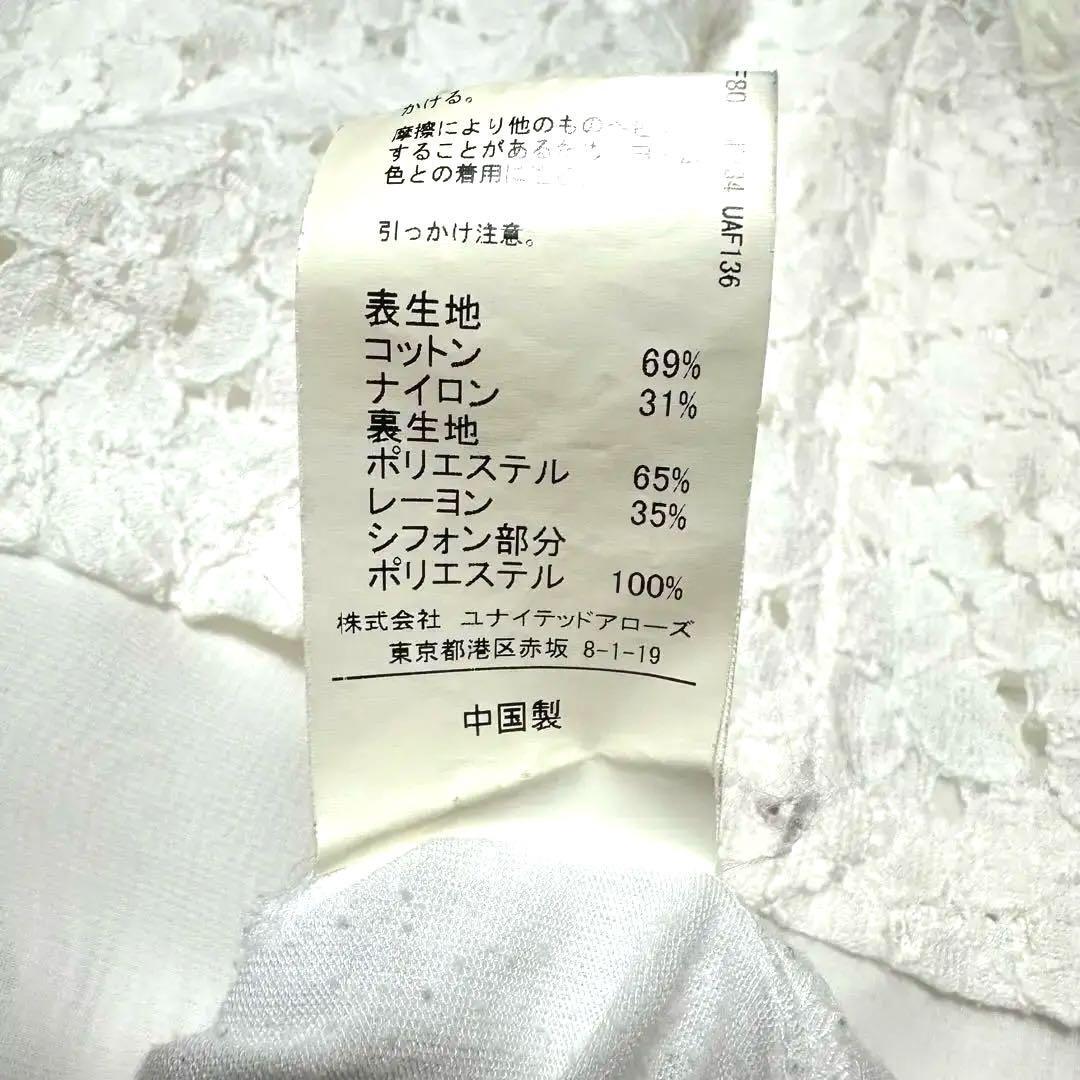 かける。
摩擦により他のもの
することがあるため
色との着用に
引っかけ注意。
表生地
コットン 69%
ナイロン 31%
裏生地
ポリエステル 65%
レーヨン 35%
シフォン部分
ポリエステル 100%
株式会社 ユナイテッドアローズ
東京都港区赤坂 8-1-19
中国製
UAF136